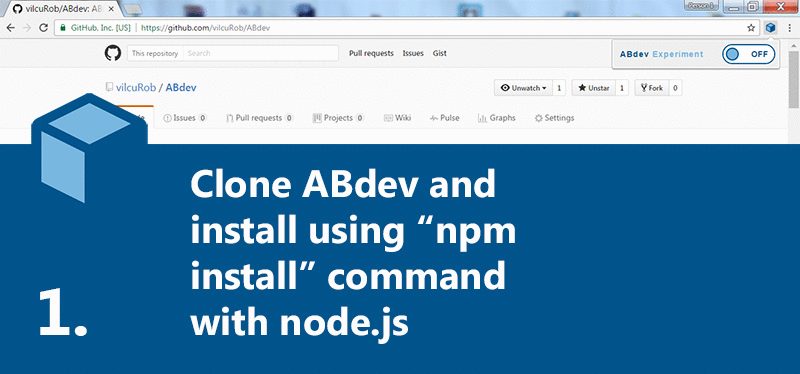 vilcuRob/ABdev: AB
Person 1
GitHub, Inc. [US] https://github.com/vilcuRob/ABdev
This repository Search Pull requests Issues Gist
ABdev Experiment OFF
vilcuRob / ABdev Unwatch 1 Unstar 1 Fork 0
Issues 0 Pull requests 0 Projects 0 Wiki Pulse Graphs Settings
Clone ABdev and
install using “npm
install” command
with node.js
1.